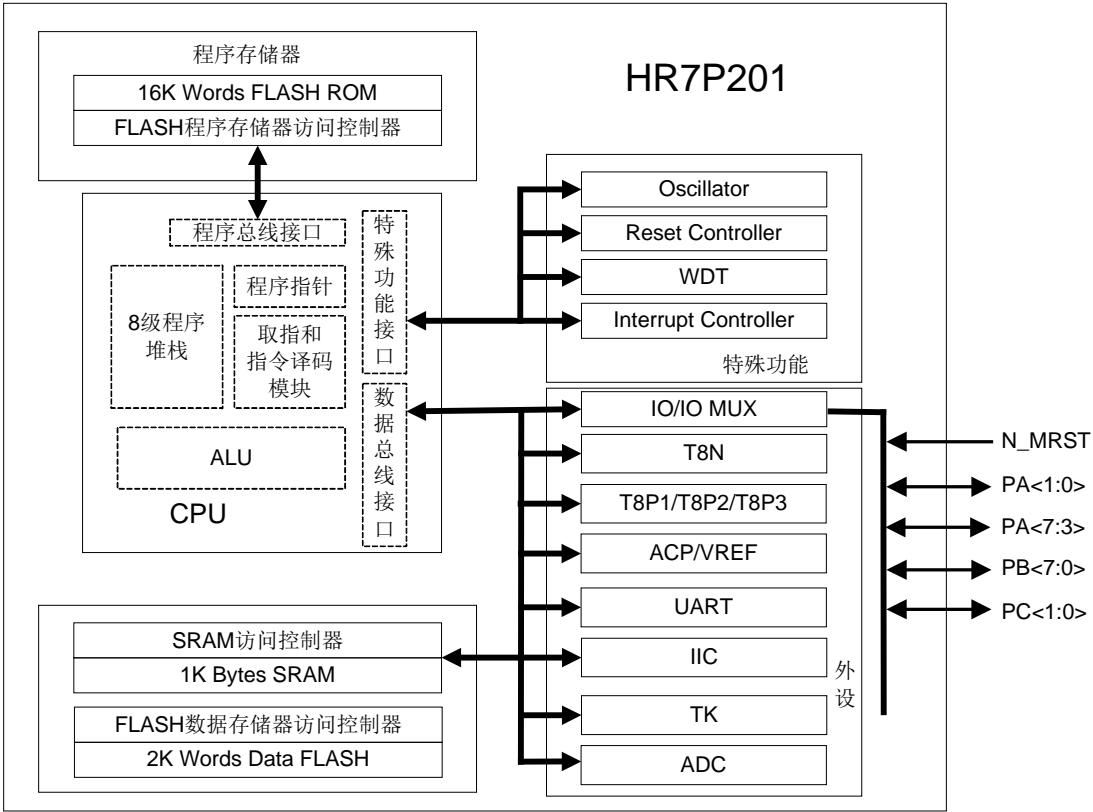 程序存储器
16K Words FLASH ROM
FLASH程序存储器访问控制器
HR7P201
程序总线接口
8级程序
堆栈
程序指针
取指和
指令译码
模块
ALU
CPU
特
殊
功
能
接
口
数
据
总
线
接
口
Oscillator
Reset Controller
WDT
Interrupt Controller
特殊功能
IO/IO MUX
T8N
T8P1/T8P2/T8P3
ACP/VREF
UART
IIC
TK
ADC
外
设
N_MRST
PA<1:0>
PA<7:3>
PB<7:0>
PC<1:0>
SRAM访问控制器
1K Bytes SRAM
FLASH数据存储器访问控制器
2K Words Data FLASH